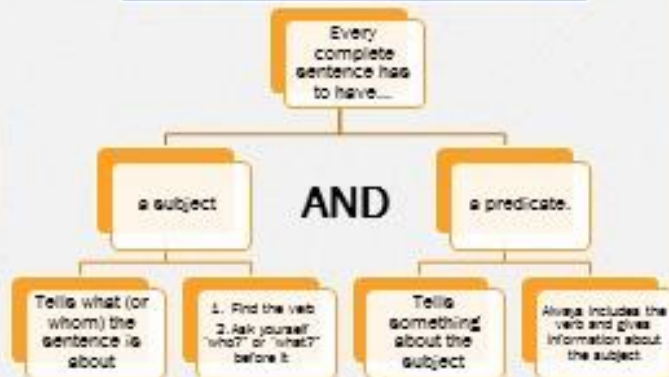 Every
complete
sentence has
to have...
a subject
AND
a predicate.
Tells what (or
whom) the
sentence is
about
1. Find the verb
2. Ask yourself
"who?" or "what?"
before it
Tells
something
about the
subject
Always includes the
verb and gives
information about
the subject